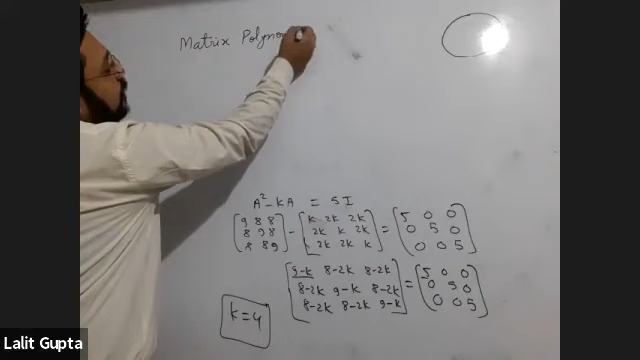 Matrix Polynom
A² - kA = 5I
[9 8 8] - [k 2k 2k] = [5 0 0]
[8 9 8] [2k k 2k] [0 5 0]
[8 8 9] [2k 2k k] [0 0 5]
[9-k 8-2k 8-2k] = [5 0 0]
[8-2k 9-k 8-2k] [0 5 0]
[8-2k 8-2k 9-k] [0 0 5]
k=4
Lalit Gupta